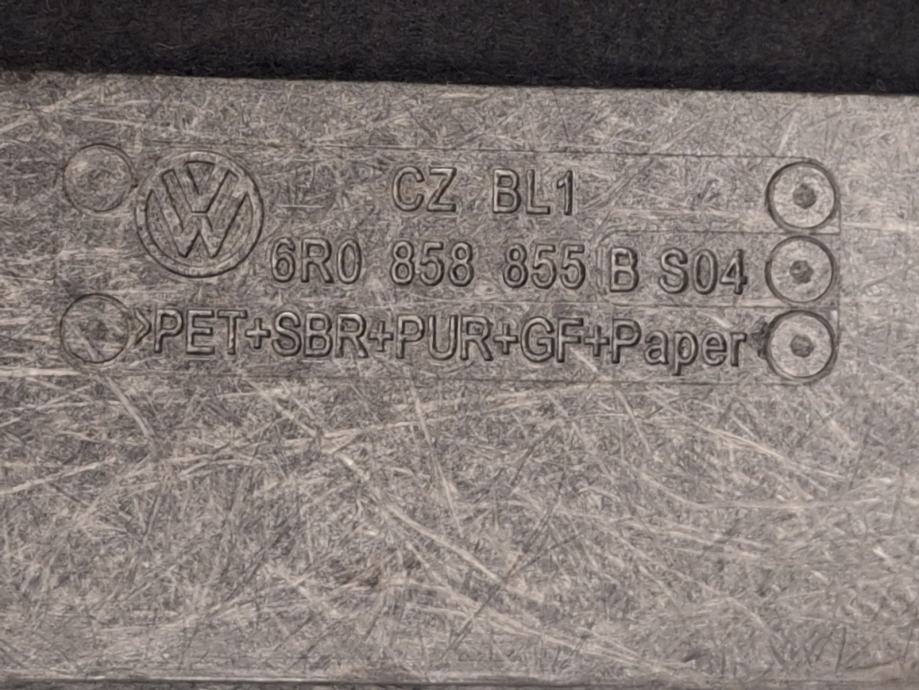 CZ BL1
6R0 858 855 B S04
>PET+SBR+PUR+GF+Paper<